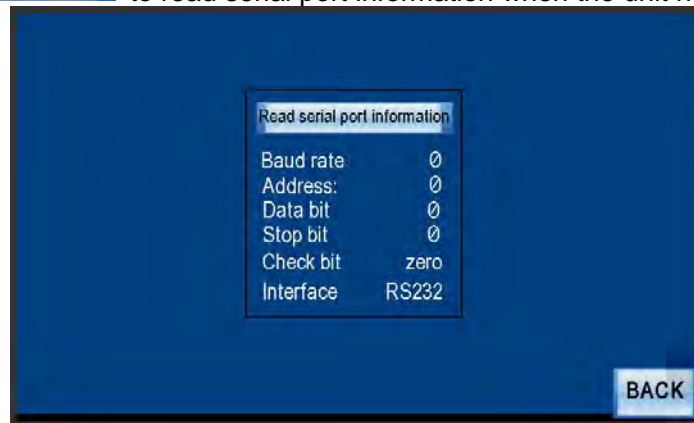 to read serial port information when the unit
Read serial port information
Baud rate 0
Address: 0
Data bit 0
Stop bit 0
Check bit zero
Interface RS232
BACK